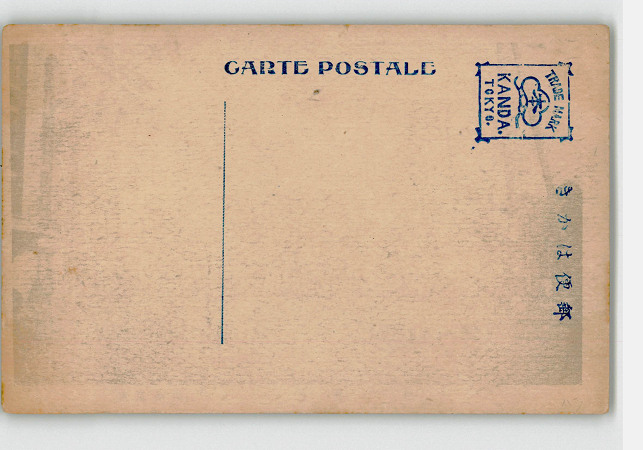 CARTE POSTALE
TRADE MARK
KANDA.
TOKYO.
きかは便郵